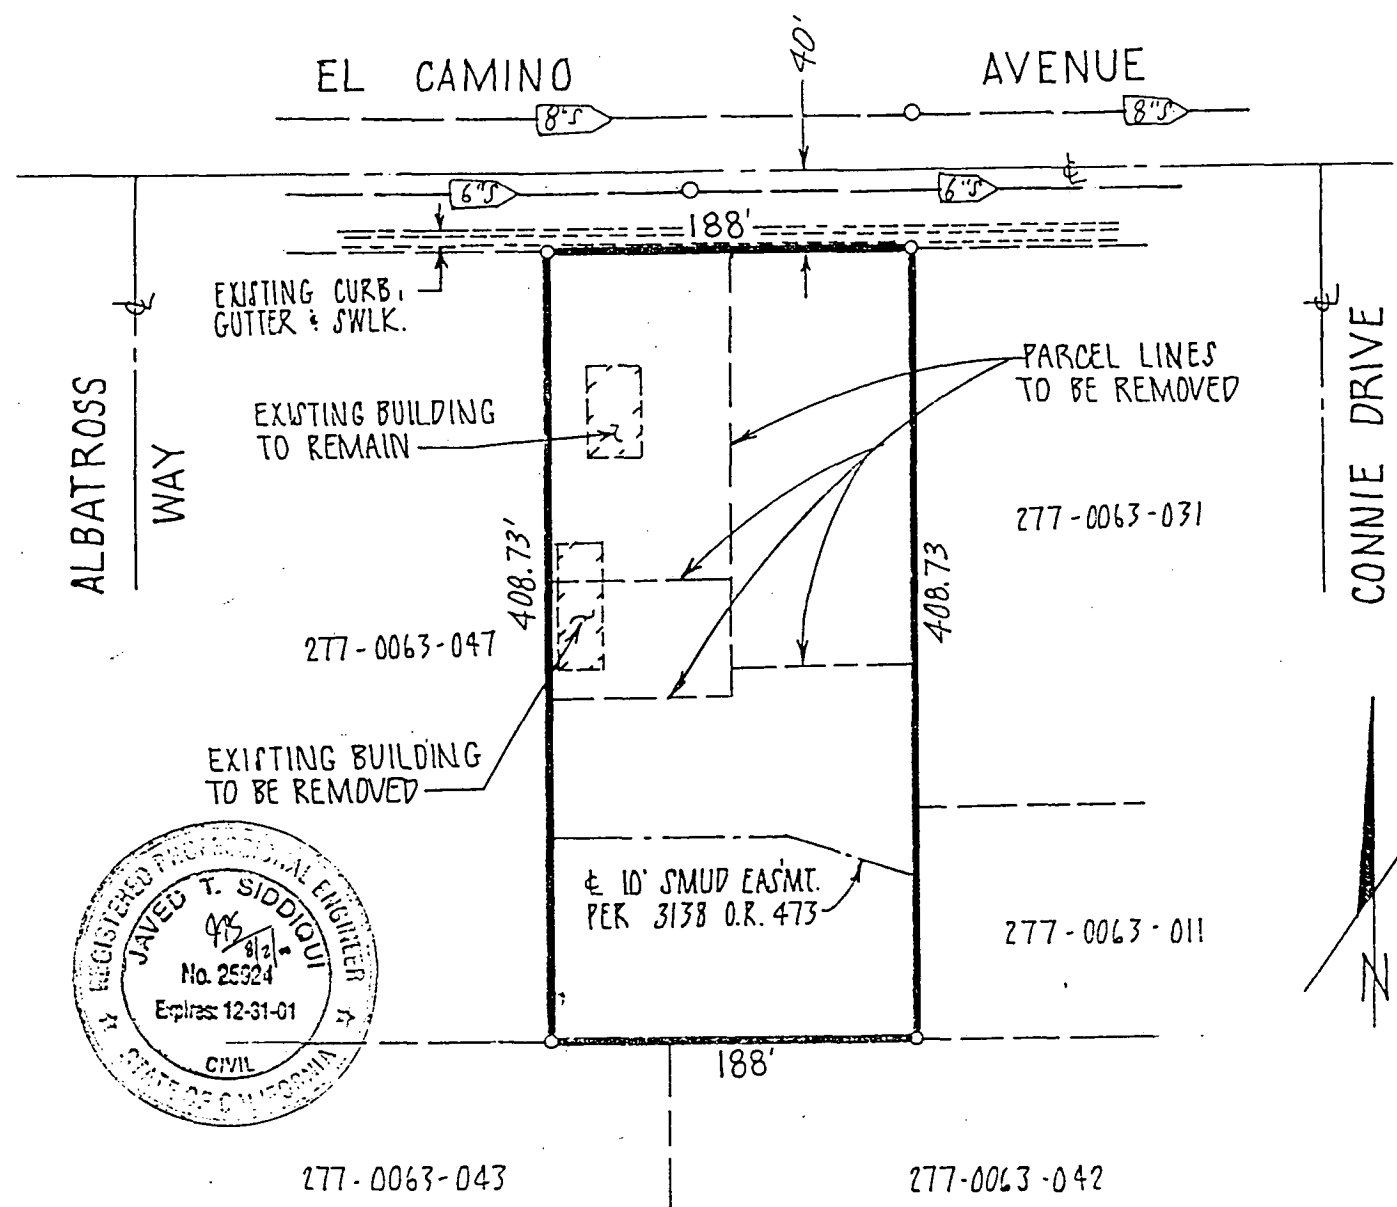 EL CAMINO AVENUE
40'
8"S
8"S
6"S
6"S
188'
EXISTING CURB,
GUTTER & SWLK.
PARCEL LINES
TO BE REMOVED
EXISTING BUILDING
TO REMAIN
ALBATROSS
WAY
CONNIE DRIVE
277-0063-031
408.73'
408.73
277-0063-047
EXISTING BUILDING
TO BE REMOVED
℄ 10' SMUD EAS'MT.
PER 3138 O.R. 473
277-0063-011
REGISTERED PROFESSIONAL ENGINEER
JAVED T. SIDDIQUI
No. 25924
Expires: 12-31-01
CIVIL
STATE OF CALIFORNIA
N
188'
277-0063-043
277-0063-042